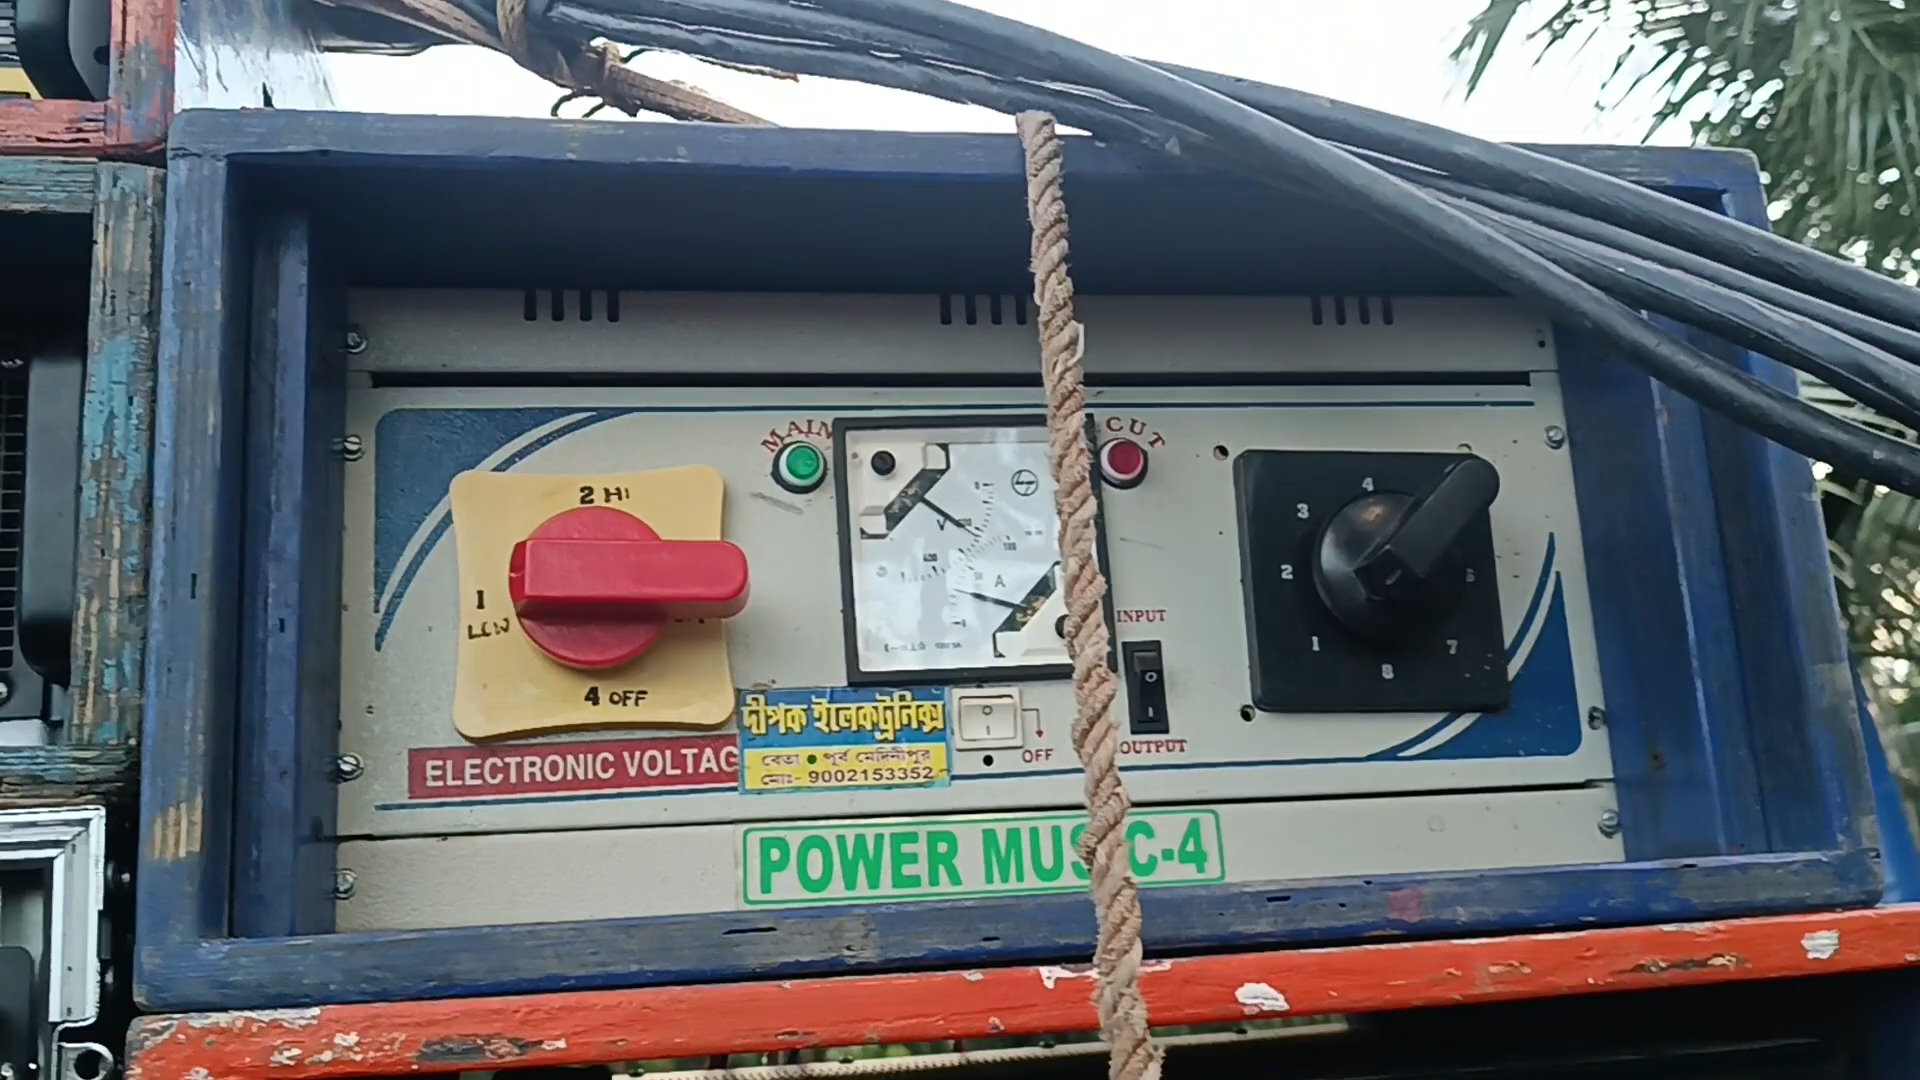 MAIN
CUT
2 HI
1
LOW
4 OFF
V
A
400
INPUT
OUTPUT
OFF
4
3
2
1
8
7
দীপক ইলেকট্রনিক্স
বেতা • পূর্ব মেদিনীপুর
মোঃ- 9002153352
ELECTRONIC VOLTAG
POWER MUS C-4